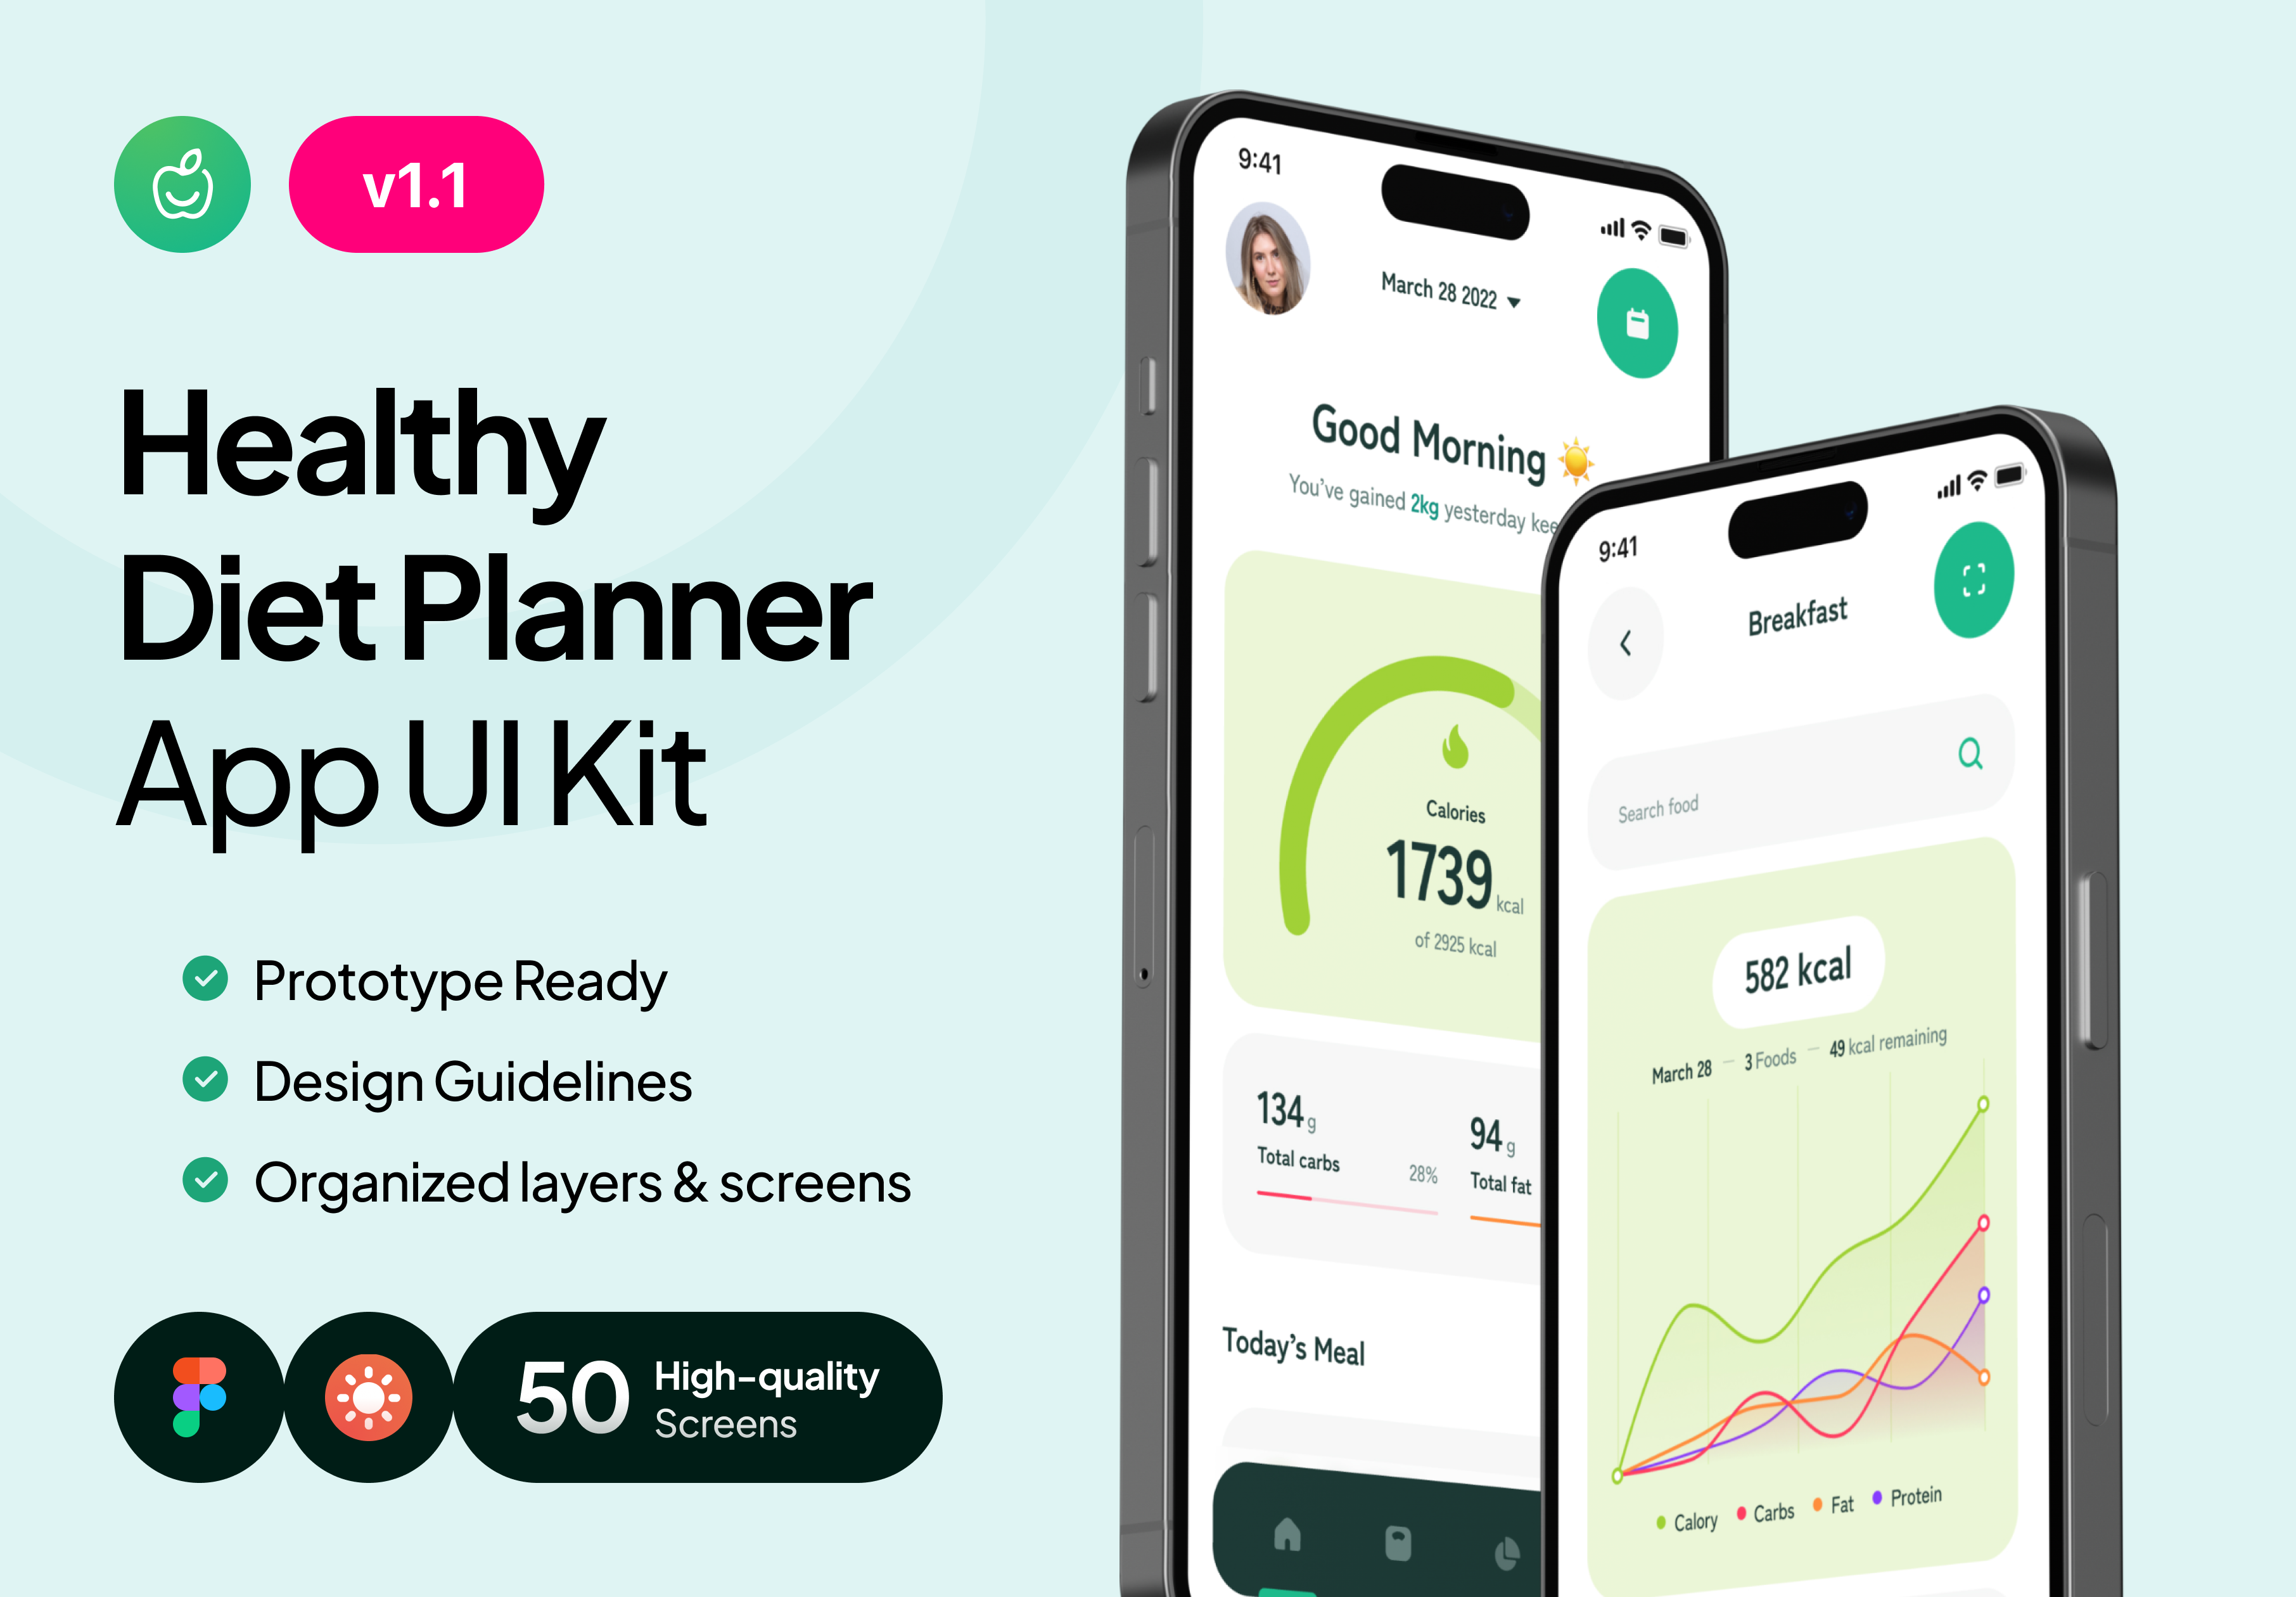 v1.1
Healthy
Diet Planner
App UI Kit
Prototype Ready
Design Guidelines
Organized layers & screens
50 High-quality
Screens
9:41
March 28 2022
Good Morning ☀️
You've gained 2kg yesterday
Calories
1739 kcal
of 2925 kcal
134 g
Total carbs 28%
94 g
Total fat
Today's Meal
9:41
Breakfast
Search food
582 kcal
March 28 — 3 Foods — 49 kcal remaining
Calory Carbs Fat Protein